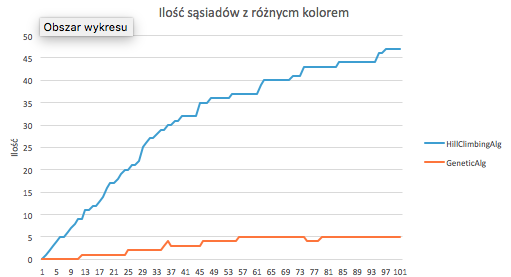 Ilość sąsiadów z różnycm kolorem
Obszar wykresu
50
45
40
35
30
25
20
15
10
5
0
Ilość
1 5 9 13 17 21 25 29 33 37 41 45 49 53 57 61 65 69 73 77 81 85 89 93 97 101
HillClimbingAlg
GeneticAlg